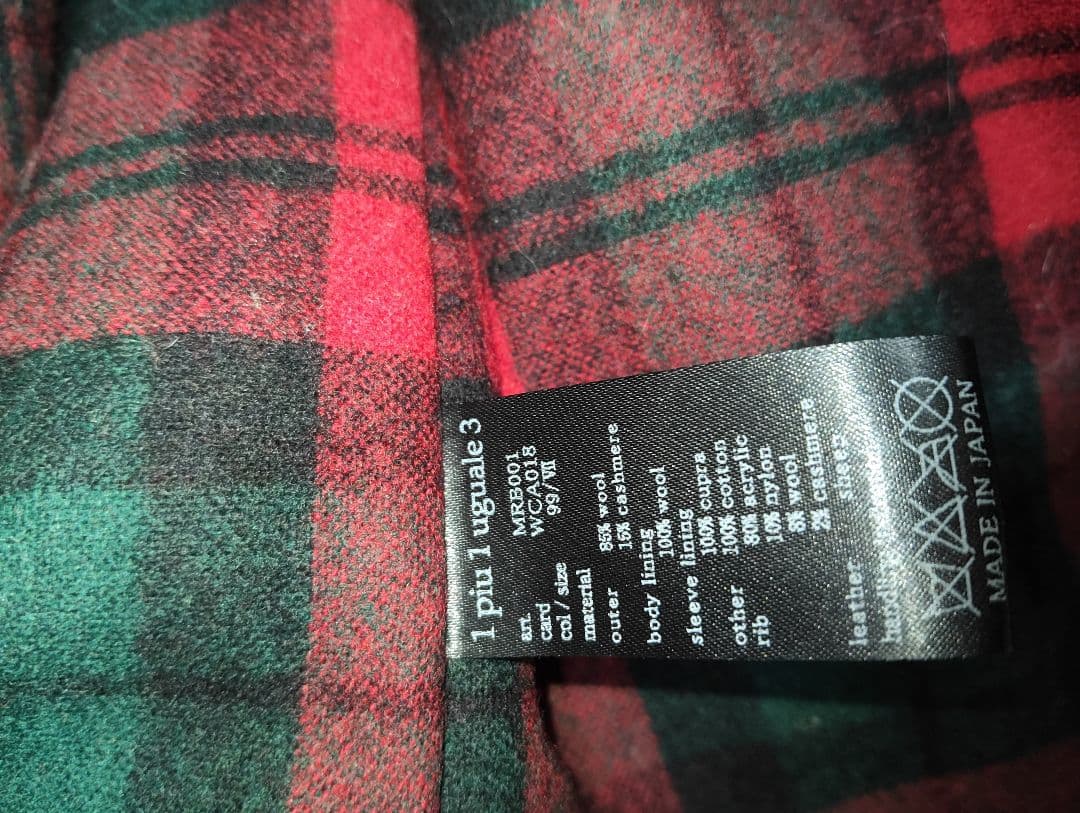 1 piu 1 uguale 3
art. MRB001
card WCA018
col / size 99/Ⅶ
material
outer 85% wool
15% cashmere
body lining
100% wool
sleeve lining
100% cupra
other 100% cotton
rib 80% acrylic
10% nylon
8% wool
2% cashmere
leather sheep
MADE IN JAPAN